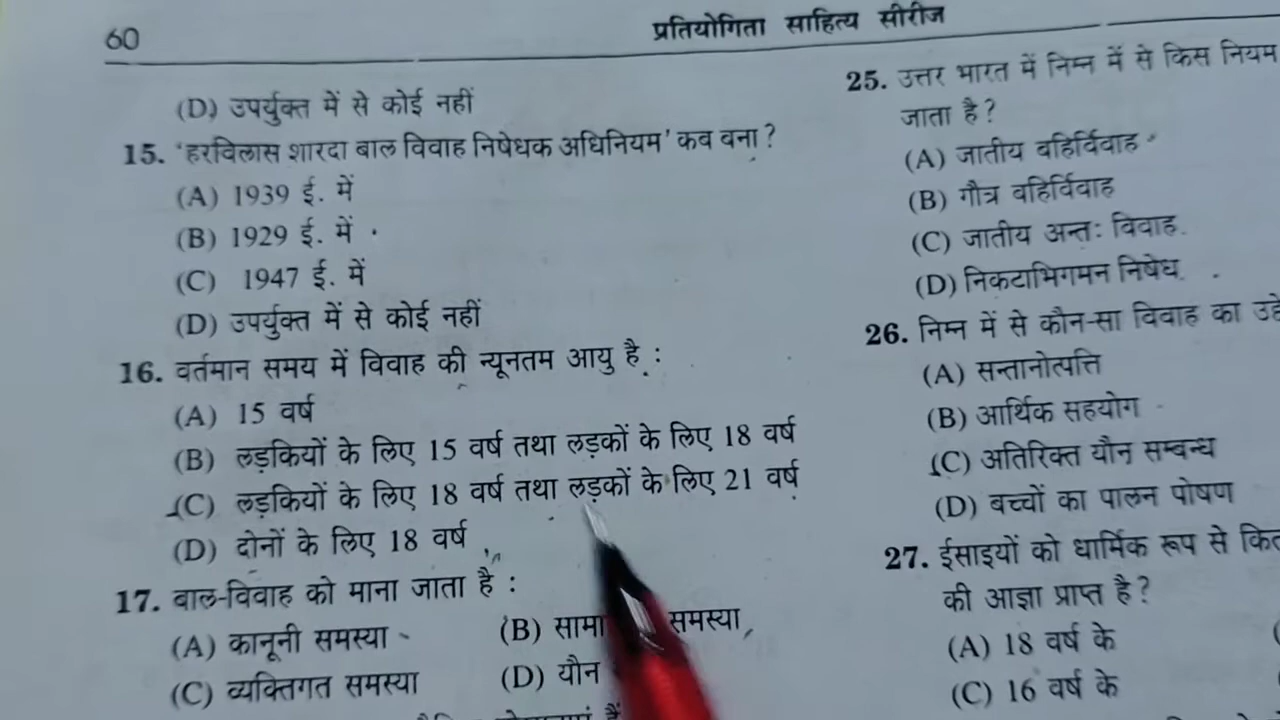 60
प्रतियोगिता साहित्य सीरीज
(D) उपर्युक्त में से कोई नहीं
15. 'हरविलास शारदा बाल विवाह निषेधक अधिनियम' कब बना ?
(A) 1939 ई. में
(B) 1929 ई. में
(C) 1947 ई. में
(D) उपर्युक्त में से कोई नहीं
16. वर्तमान समय में विवाह की न्यूनतम आयु है :
(A) 15 वर्ष
(B) लड़कियों के लिए 15 वर्ष तथा लड़कों के लिए 18 वर्ष
(C) लड़कियों के लिए 18 वर्ष तथा लड़कों के लिए 21 वर्ष
(D) दोनों के लिए 18 वर्ष
17. बाल-विवाह को माना जाता है :
(A) कानूनी समस्या
(B) सामा समस्या
(C) व्यक्तिगत समस्या
(D) यौन
25. उत्तर भारत में निम्न में से किस नियम
जाता है ?
(A) जातीय वहिर्विवाह
(B) गौत्र वहिर्विवाह
(C) जातीय अन्तः विवाह
(D) निकटाभिगमन निषेध
26. निम्न में से कौन-सा विवाह का
(A) सन्तानोत्पत्ति
(B) आर्थिक सहयोग
(C) अतिरिक्त यौन सम्बन्ध
(D) बच्चों का पालन पोषण
27. ईसाइयों को धार्मिक रूप से
की आज्ञा प्राप्त है ?
(A) 18 वर्ष के
(C) 16 वर्ष के